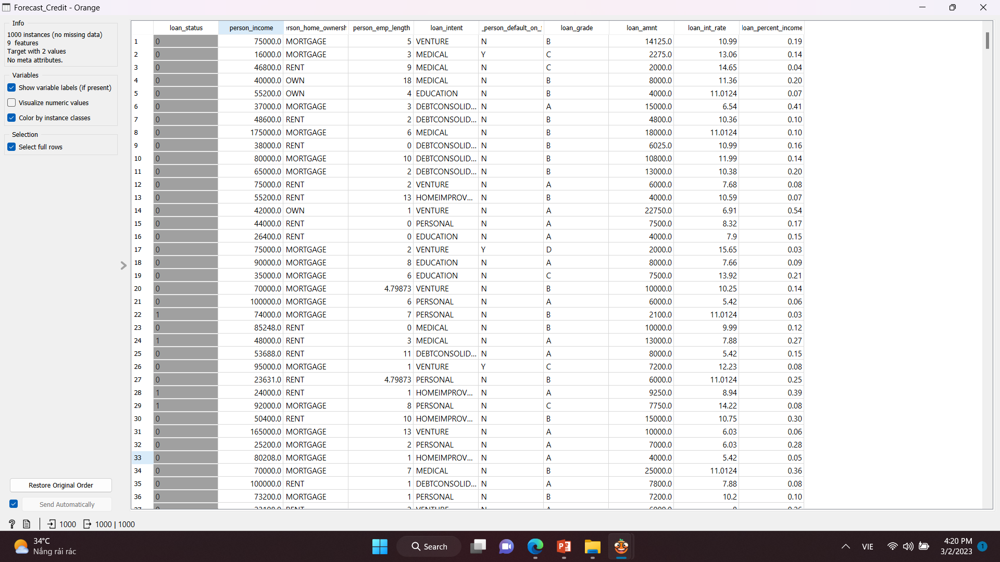 Forecast_Credit - Orange
Info
1000 instances (no missing data)
9 features
Target with 2 values
No meta attributes.
Variables
Show variable labels (if present)
Visualize numeric values
Color by instance classes
Selection
Select full rows
loan_status person_income erson_home_ownersh person_emp_length loan_intent _person_default_on_ loan_grade loan_amnt loan_int_rate loan_percent_income
1 0 75000.0 MORTGAGE 5 VENTURE N B 14125.0 10.99 0.19
2 0 16000.0 MORTGAGE 3 MEDICAL Y C 2275.0 13.06 0.14
3 0 46800.0 RENT 9 MEDICAL N C 2000.0 14.65 0.04
4 0 40000.0 OWN 18 MEDICAL N B 8000.0 11.36 0.20
5 0 55200.0 OWN 4 EDUCATION N B 4000.0 11.0124 0.07
6 0 37000.0 MORTGAGE 3 DEBTCONSOLID... N A 15000.0 6.54 0.41
7 0 48600.0 RENT 2 DEBTCONSOLID... N B 4800.0 10.36 0.10
8 0 175000.0 MORTGAGE 6 MEDICAL N B 18000.0 11.0124 0.10
9 0 38000.0 RENT 0 DEBTCONSOLID... N B 6025.0 10.99 0.16
10 0 80000.0 MORTGAGE 10 DEBTCONSOLID... N B 10800.0 11.99 0.14
11 0 65000.0 MORTGAGE 2 DEBTCONSOLID... N B 13000.0 10.38 0.20
12 0 75000.0 RENT 2 VENTURE N A 6000.0 7.68 0.08
13 0 55200.0 RENT 13 HOMEIMPROV... N B 4000.0 10.59 0.07
14 0 42000.0 OWN 1 VENTURE N A 22750.0 6.91 0.54
15 0 44000.0 RENT 0 PERSONAL N A 7500.0 8.32 0.17
16 0 26400.0 RENT 0 EDUCATION N A 4000.0 7.9 0.15
17 0 75000.0 MORTGAGE 2 VENTURE Y D 2000.0 15.65 0.03
18 0 90000.0 MORTGAGE 8 EDUCATION N A 8000.0 7.66 0.09
19 0 35000.0 MORTGAGE 6 EDUCATION N C 7500.0 13.92 0.21
20 0 70000.0 MORTGAGE 4.79873 VENTURE N B 10000.0 10.25 0.14
21 0 100000.0 MORTGAGE 6 PERSONAL N A 6000.0 5.42 0.06
22 1 74000.0 MORTGAGE 7 PERSONAL N B 2100.0 11.0124 0.03
23 0 85248.0 RENT 0 MEDICAL N B 10000.0 9.99 0.12
24 1 48000.0 RENT 3 MEDICAL N A 13000.0 7.88 0.27
25 0 53688.0 RENT 11 DEBTCONSOLID... N A 8000.0 5.42 0.15
26 0 95000.0 MORTGAGE 1 VENTURE Y C 7200.0 12.23 0.08
27 0 23631.0 RENT 4.79873 PERSONAL N B 6000.0 11.0124 0.25
28 1 24000.0 RENT 1 HOMEIMPROV... N A 9250.0 8.94 0.39
29 1 92000.0 MORTGAGE 8 PERSONAL N C 7750.0 14.22 0.08
30 0 50400.0 RENT 10 HOMEIMPROV... N B 15000.0 10.75 0.30
31 0 165000.0 MORTGAGE 13 VENTURE N A 10000.0 6.03 0.06
32 0 25200.0 MORTGAGE 2 PERSONAL N A 7000.0 6.03 0.28
33 0 80208.0 MORTGAGE 1 HOMEIMPROV... N A 4000.0 5.42 0.05
34 0 70000.0 MORTGAGE 7 MEDICAL N B 25000.0 11.0124 0.36
35 0 100000.0 RENT 1 DEBTCONSOLID... N A 7800.0 7.88 0.08
36 0 73200.0 MORTGAGE 1 PERSONAL N B 7200.0 10.2 0.10
Restore Original Order
Send Automatically
? 1000 1000 | 1000
34°C
Nắng rải rác
Search
VIE
4:20 PM
3/2/2023
1